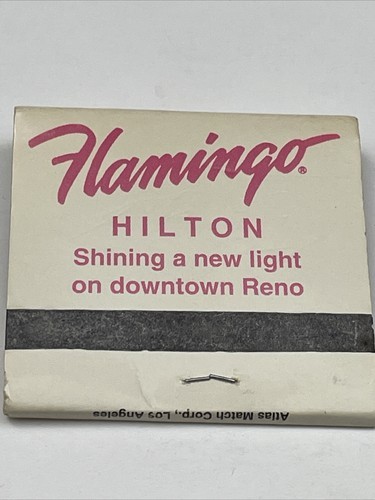 Flamingo®
HILTON
Shining a new light
on downtown Reno
Atlas Match Corp., Los Angeles